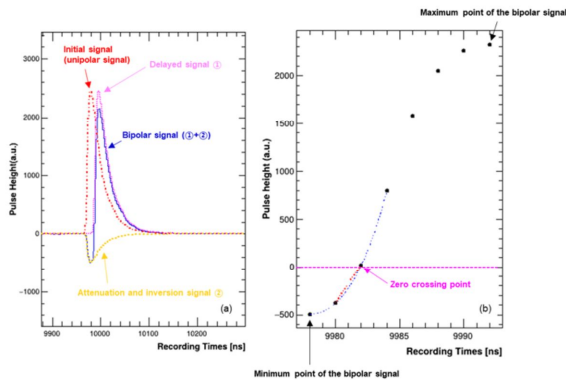 Maximum point of the bipolar signal
3000
2000
1000
0
−1000
Pulse Height(a.u.)
Initial signal
(unipolar signal)
Delayed signal ①
Bipolar signal (①+②)
Attenuation and inversion signal ②
(a)
9900
10000
10100
10200
Recording Times [ns]
2000
1500
1000
500
0
−500
Pulse height (a.u.)
Zero crossing point
(b)
9980
9985
9990
Recording Times [ns]
Minimum point of the bipolar signal